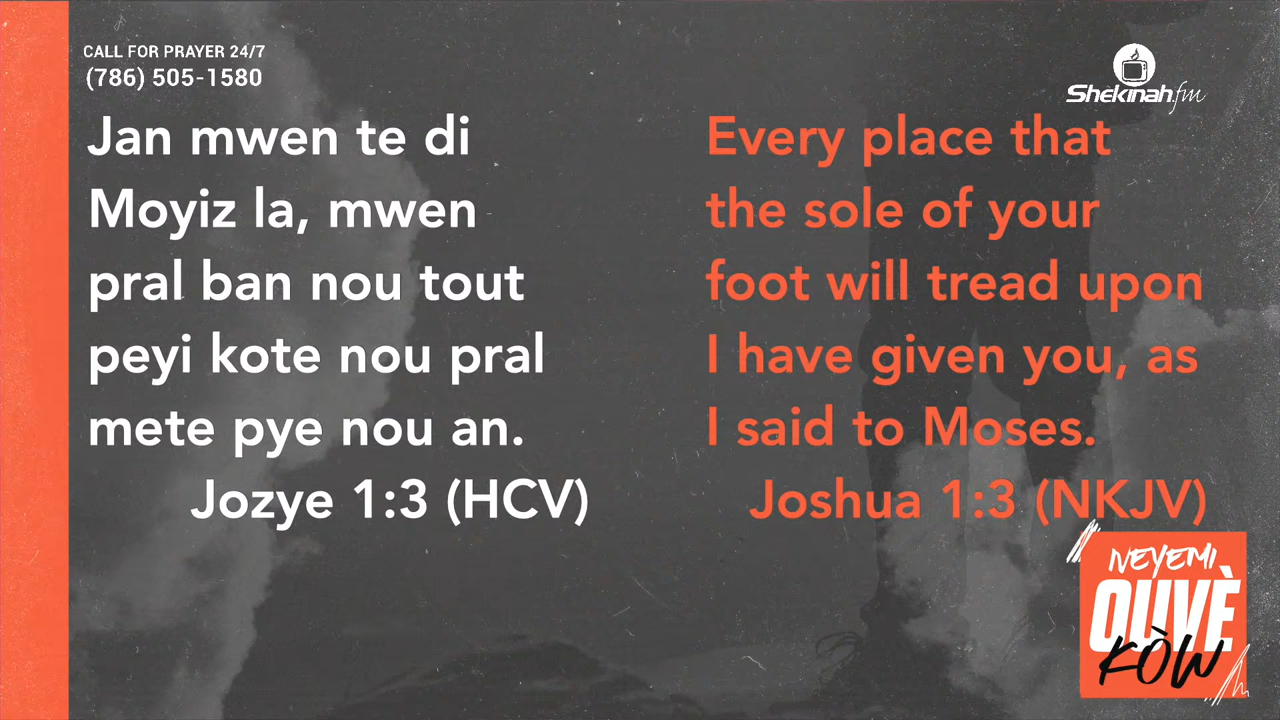 CALL FOR PRAYER 24/7
(786) 505-1580
Shekinah.fm
Jan mwen te di
Moyiz la, mwen
pral ban nou tout
peyi kote nou pral
mete pye nou an.
Jozye 1:3 (HCV)
Every place that
the sole of your
foot will tread upon
I have given you, as
I said to Moses.
Joshua 1:3 (NKJV)
NEYEMI
OUVÈ
KÒW